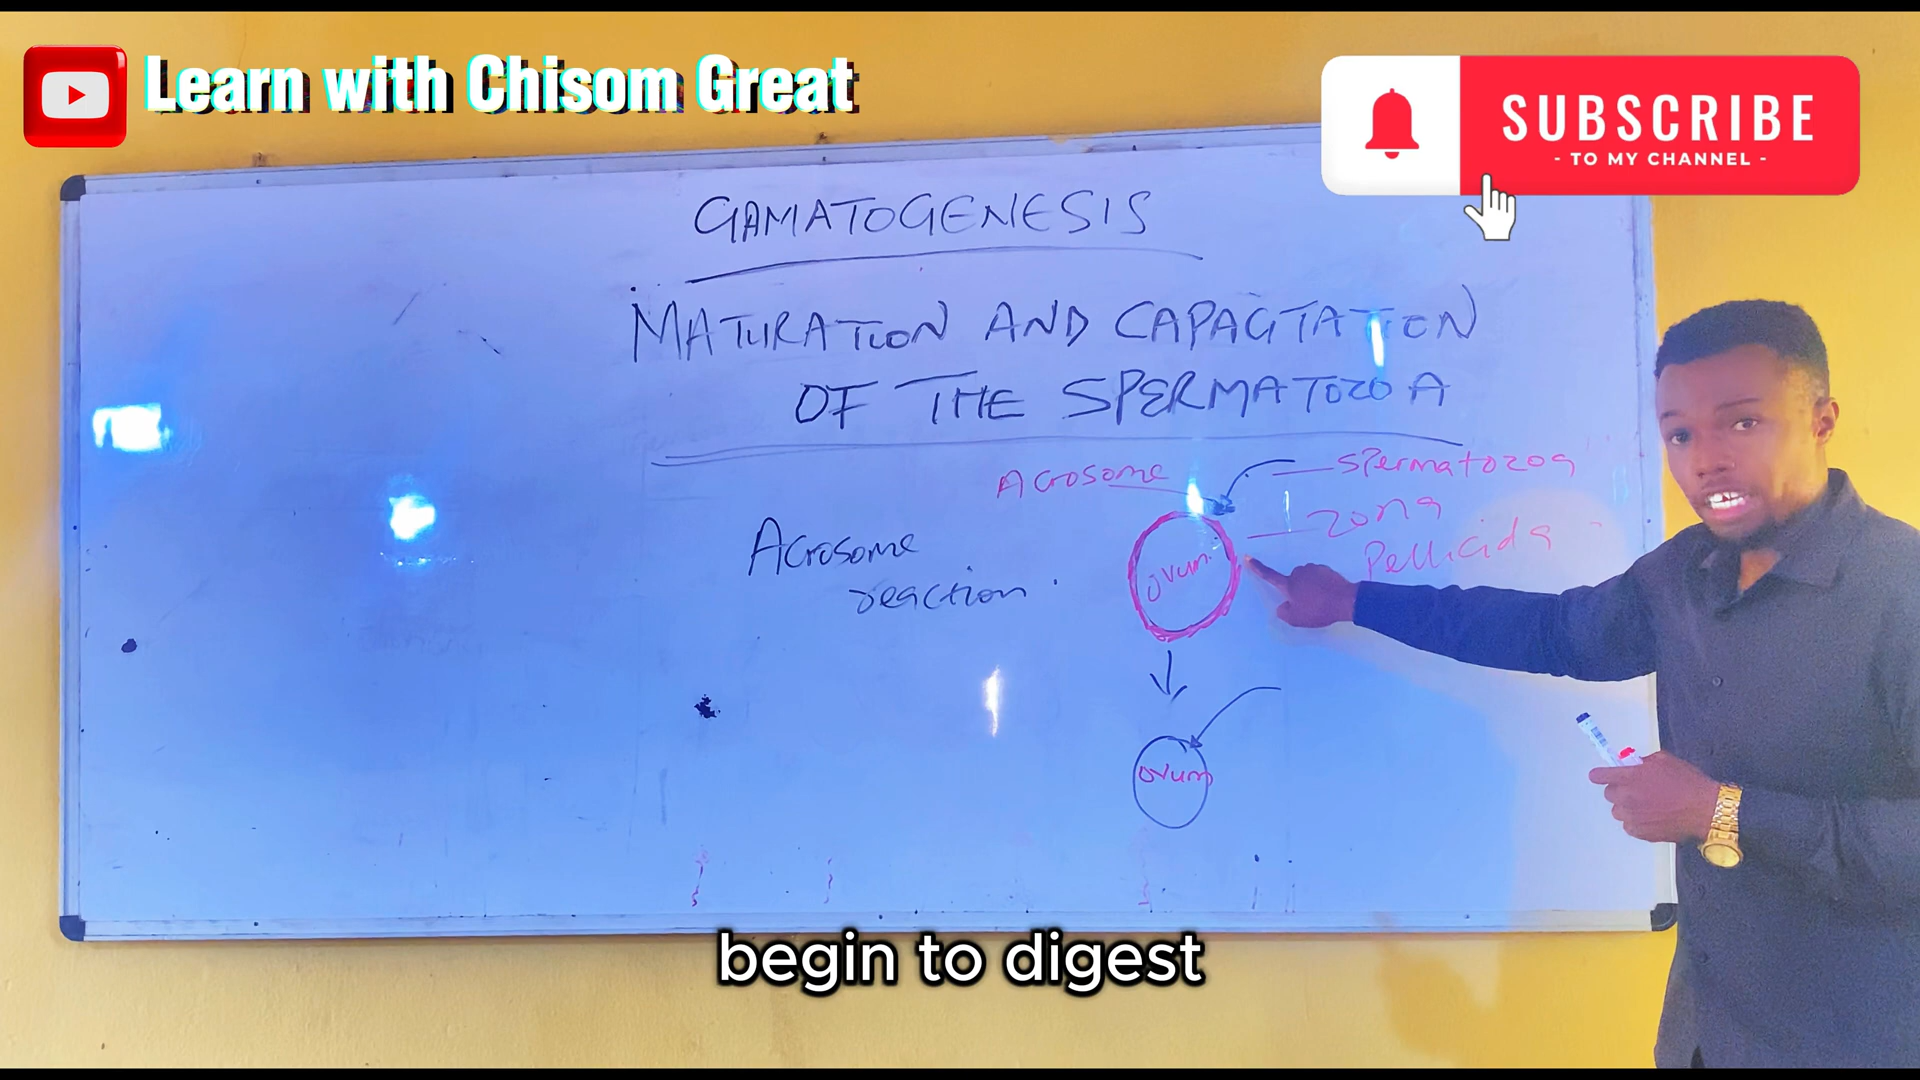 Learn with Chisom Great
SUBSCRIBE
- TO MY CHANNEL -
GAMATOGENESIS
MATURATION AND CAPACITATION
OF THE SPERMATOZOA
Acrosome
Spermatozoa
zona
Pellicida
Acrosome
reaction.
ovum
ovum
begin to digest